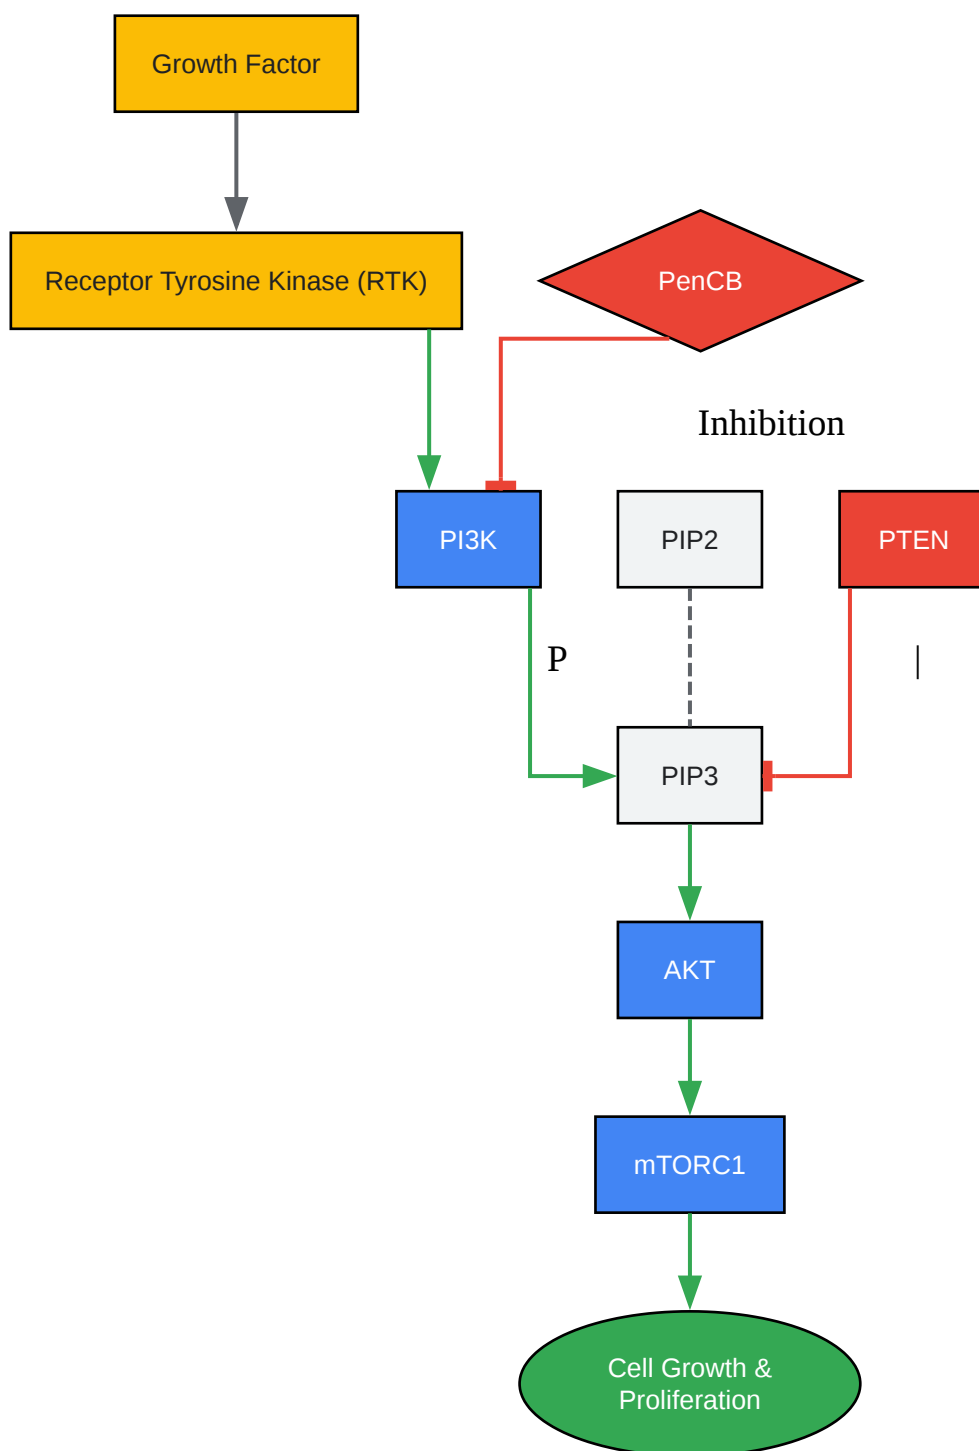 Growth Factor
Receptor Tyrosine Kinase (RTK)
PenCB
Inhibition
PI3K
PIP2
PTEN
P
|
PIP3
AKT
mTORC1
Cell Growth &
Proliferation